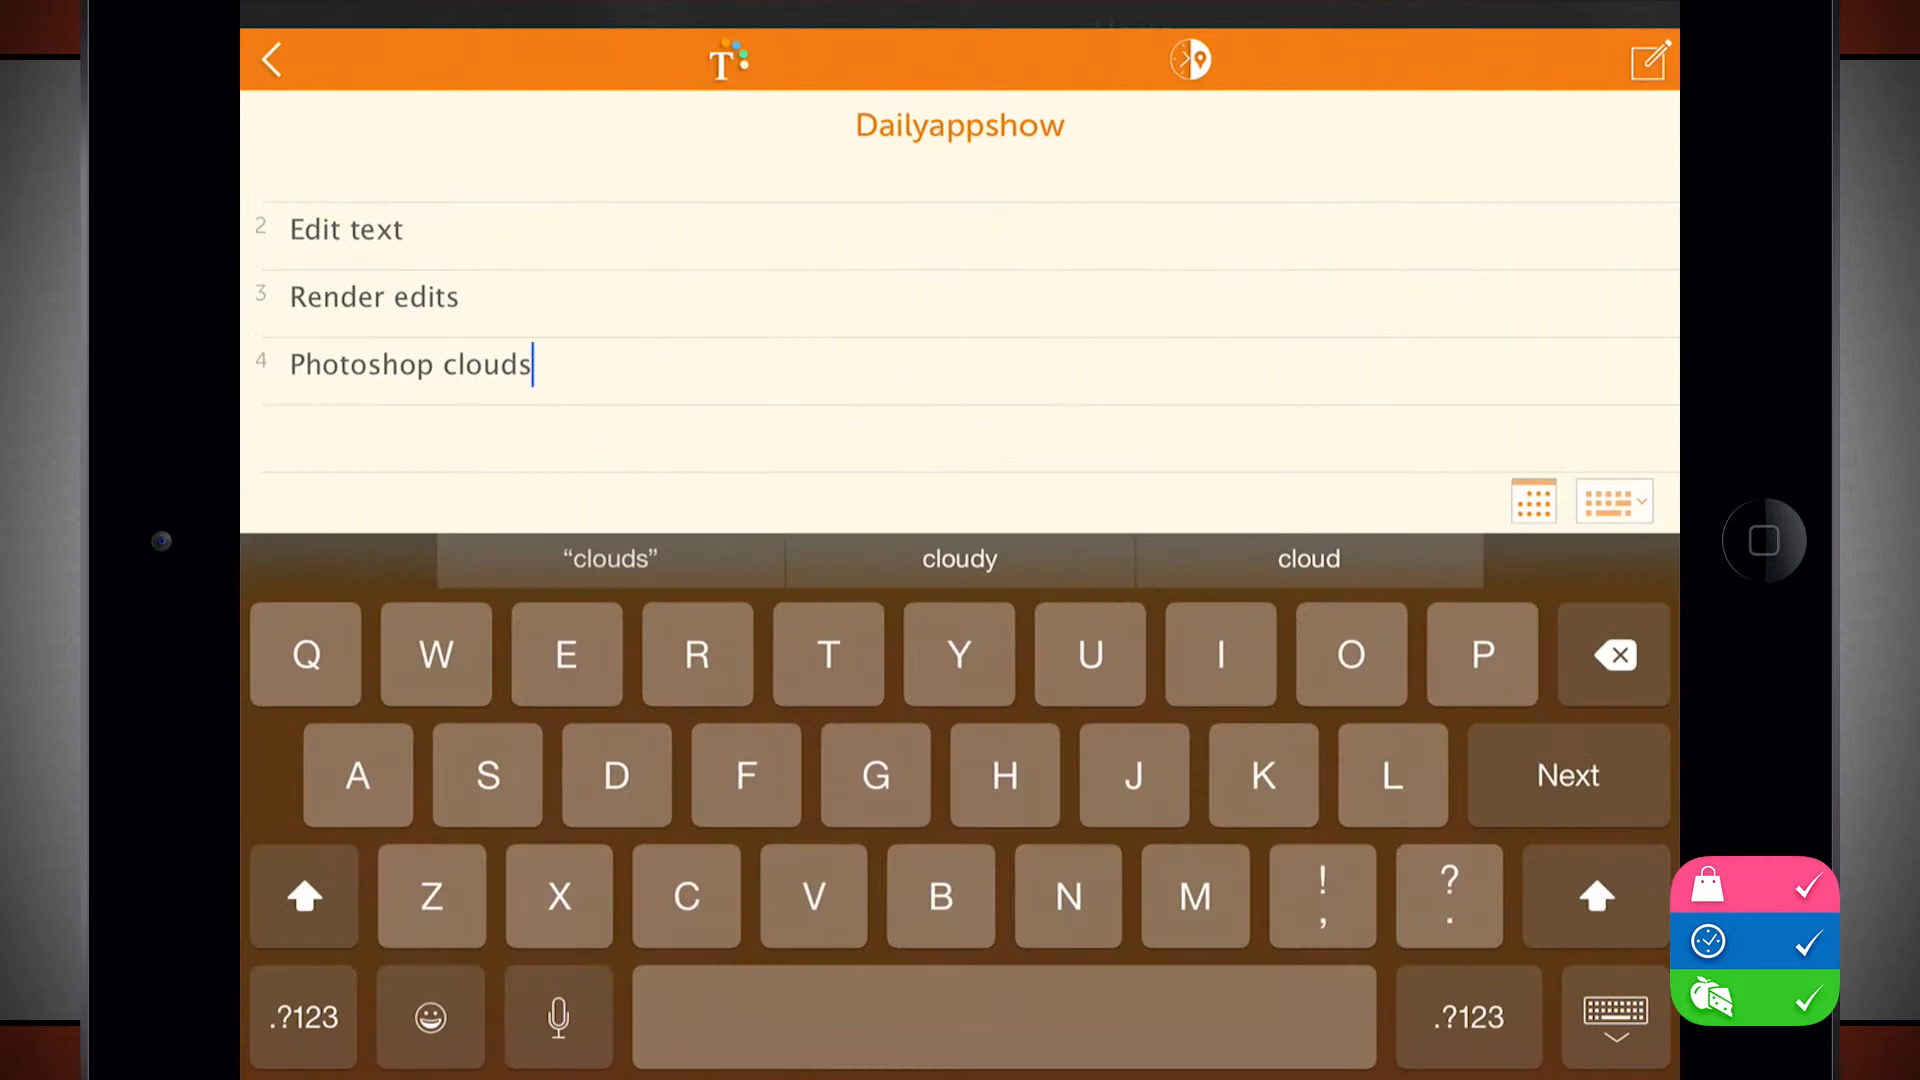 T
Dailyappshow
2 Edit text
3 Render edits
4 Photoshop clouds
“clouds” cloudy cloud
Q W E R T Y U I O P
A S D F G H J K L Next
Z X C V B N M ! , ? .
.?123 .?123